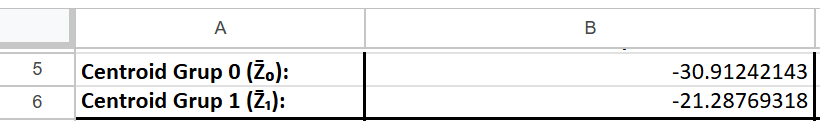 A B
5 Centroid Grup 0 (Z̄₀): -30.91242143
6 Centroid Grup 1 (Z̄₁): -21.28769318